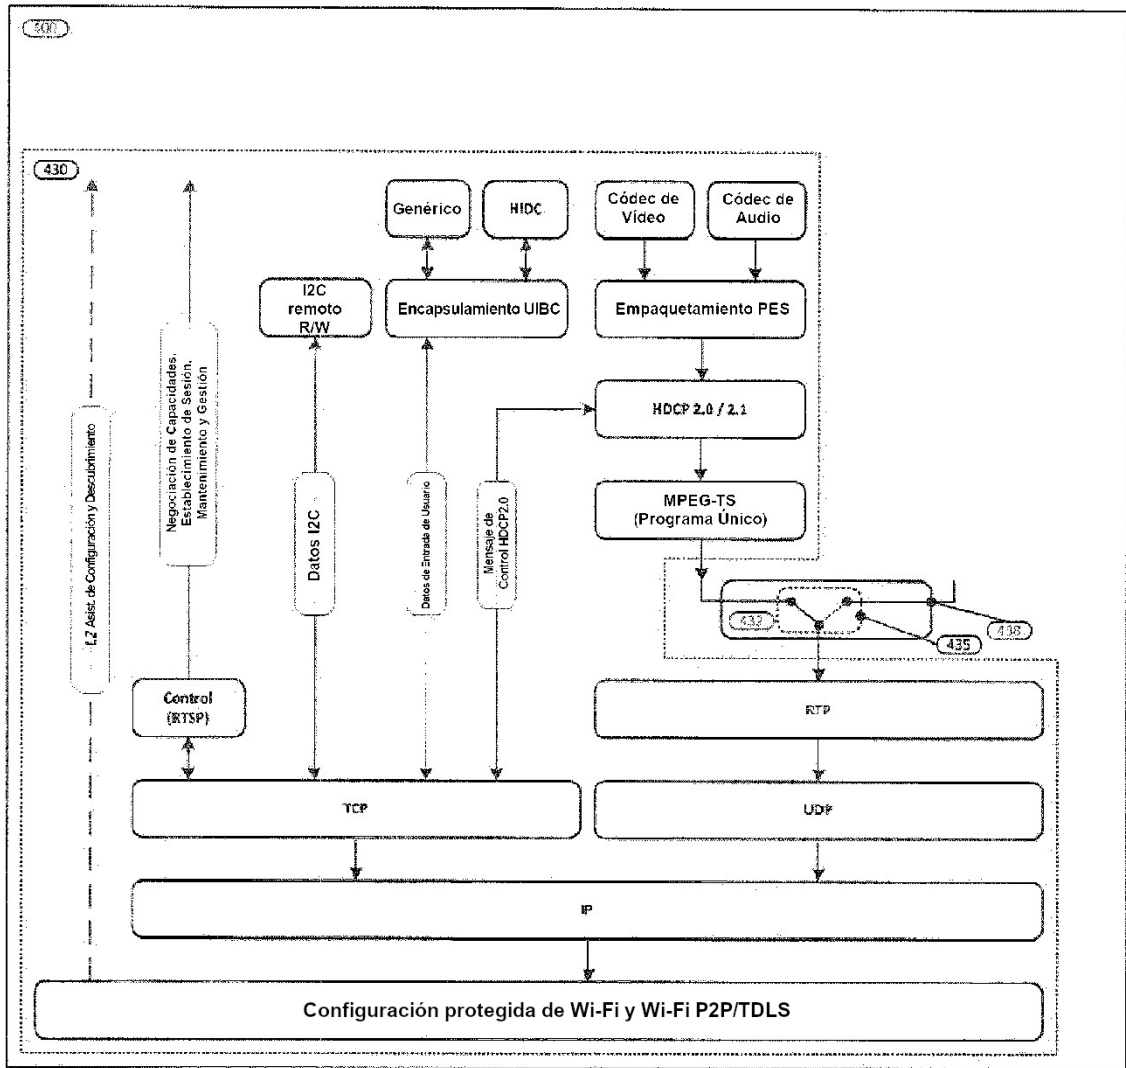 400
430
Genérico
HIDC
Códec de
Vídeo
Códec de
Audio
I2C
remoto
R/W
Encapsulamiento UIBC
Empaquetamiento PES
HDCP 2.0 / 2.1
MPEG-TS
(Programa Único)
L2 Asist. de Configuración y Descubrimiento
Negociación de Capacidades,
Establecimiento de Sesión,
Mantenimiento y Gestión
Datos I2C
Datos de Entrada de Usuario
Mensaje de
Control HDCP2.0
432
435
438
Control
(RTSP)
RTP
TCP
UDP
IP
Configuración protegida de Wi-Fi y Wi-Fi P2P/TDLS